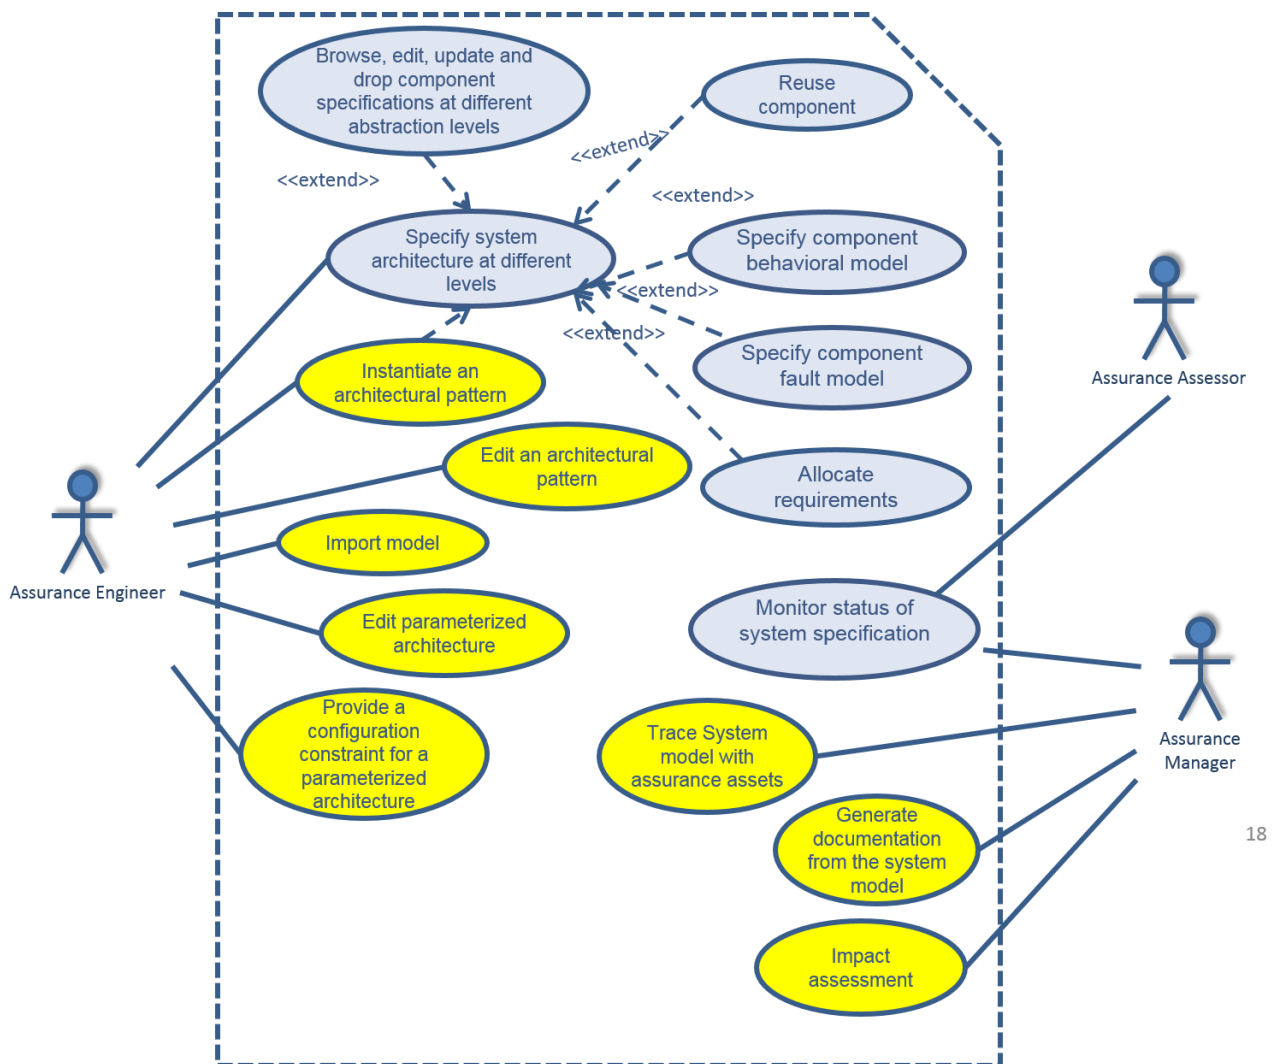 Browse, edit, update and
drop component
specifications at different
abstraction levels
Reuse
component
<<extend>>
<<extend>>
<<extend>>
Specify system
architecture at different
levels
Specify component
behavioral model
<<extend>>
<<extend>>
Specify component
fault model
Instantiate an
architectural pattern
Assurance Assessor
Edit an architectural
pattern
Allocate
requirements
Import model
Assurance Engineer
Edit parameterized
architecture
Monitor status of
system specification
Provide a
configuration
constraint for a
parameterized
architecture
Trace System
model with
assurance assets
Assurance
Manager
Generate
documentation
from the system
model
18
Impact
assessment